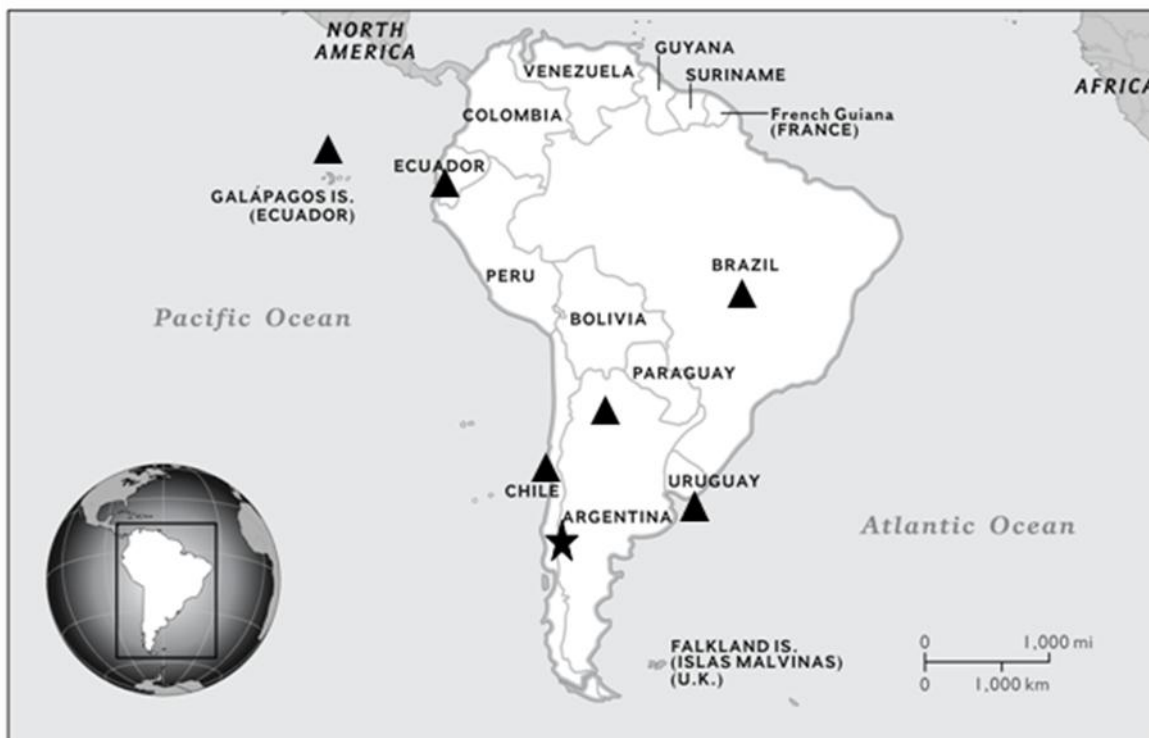 NORTH
AMERICA
GUYANA
VENEZUELA
SURINAME
AFRICA
COLOMBIA
French Guiana
(FRANCE)
ECUADOR
GALÁPAGOS IS.
(ECUADOR)
PERU
BRAZIL
Pacific Ocean
BOLIVIA
PARAGUAY
CHILE
URUGUAY
ARGENTINA
Atlantic Ocean
FALKLAND IS.
(ISLAS MALVINAS)
(U.K.)
0 1,000 mi
0 1,000 km